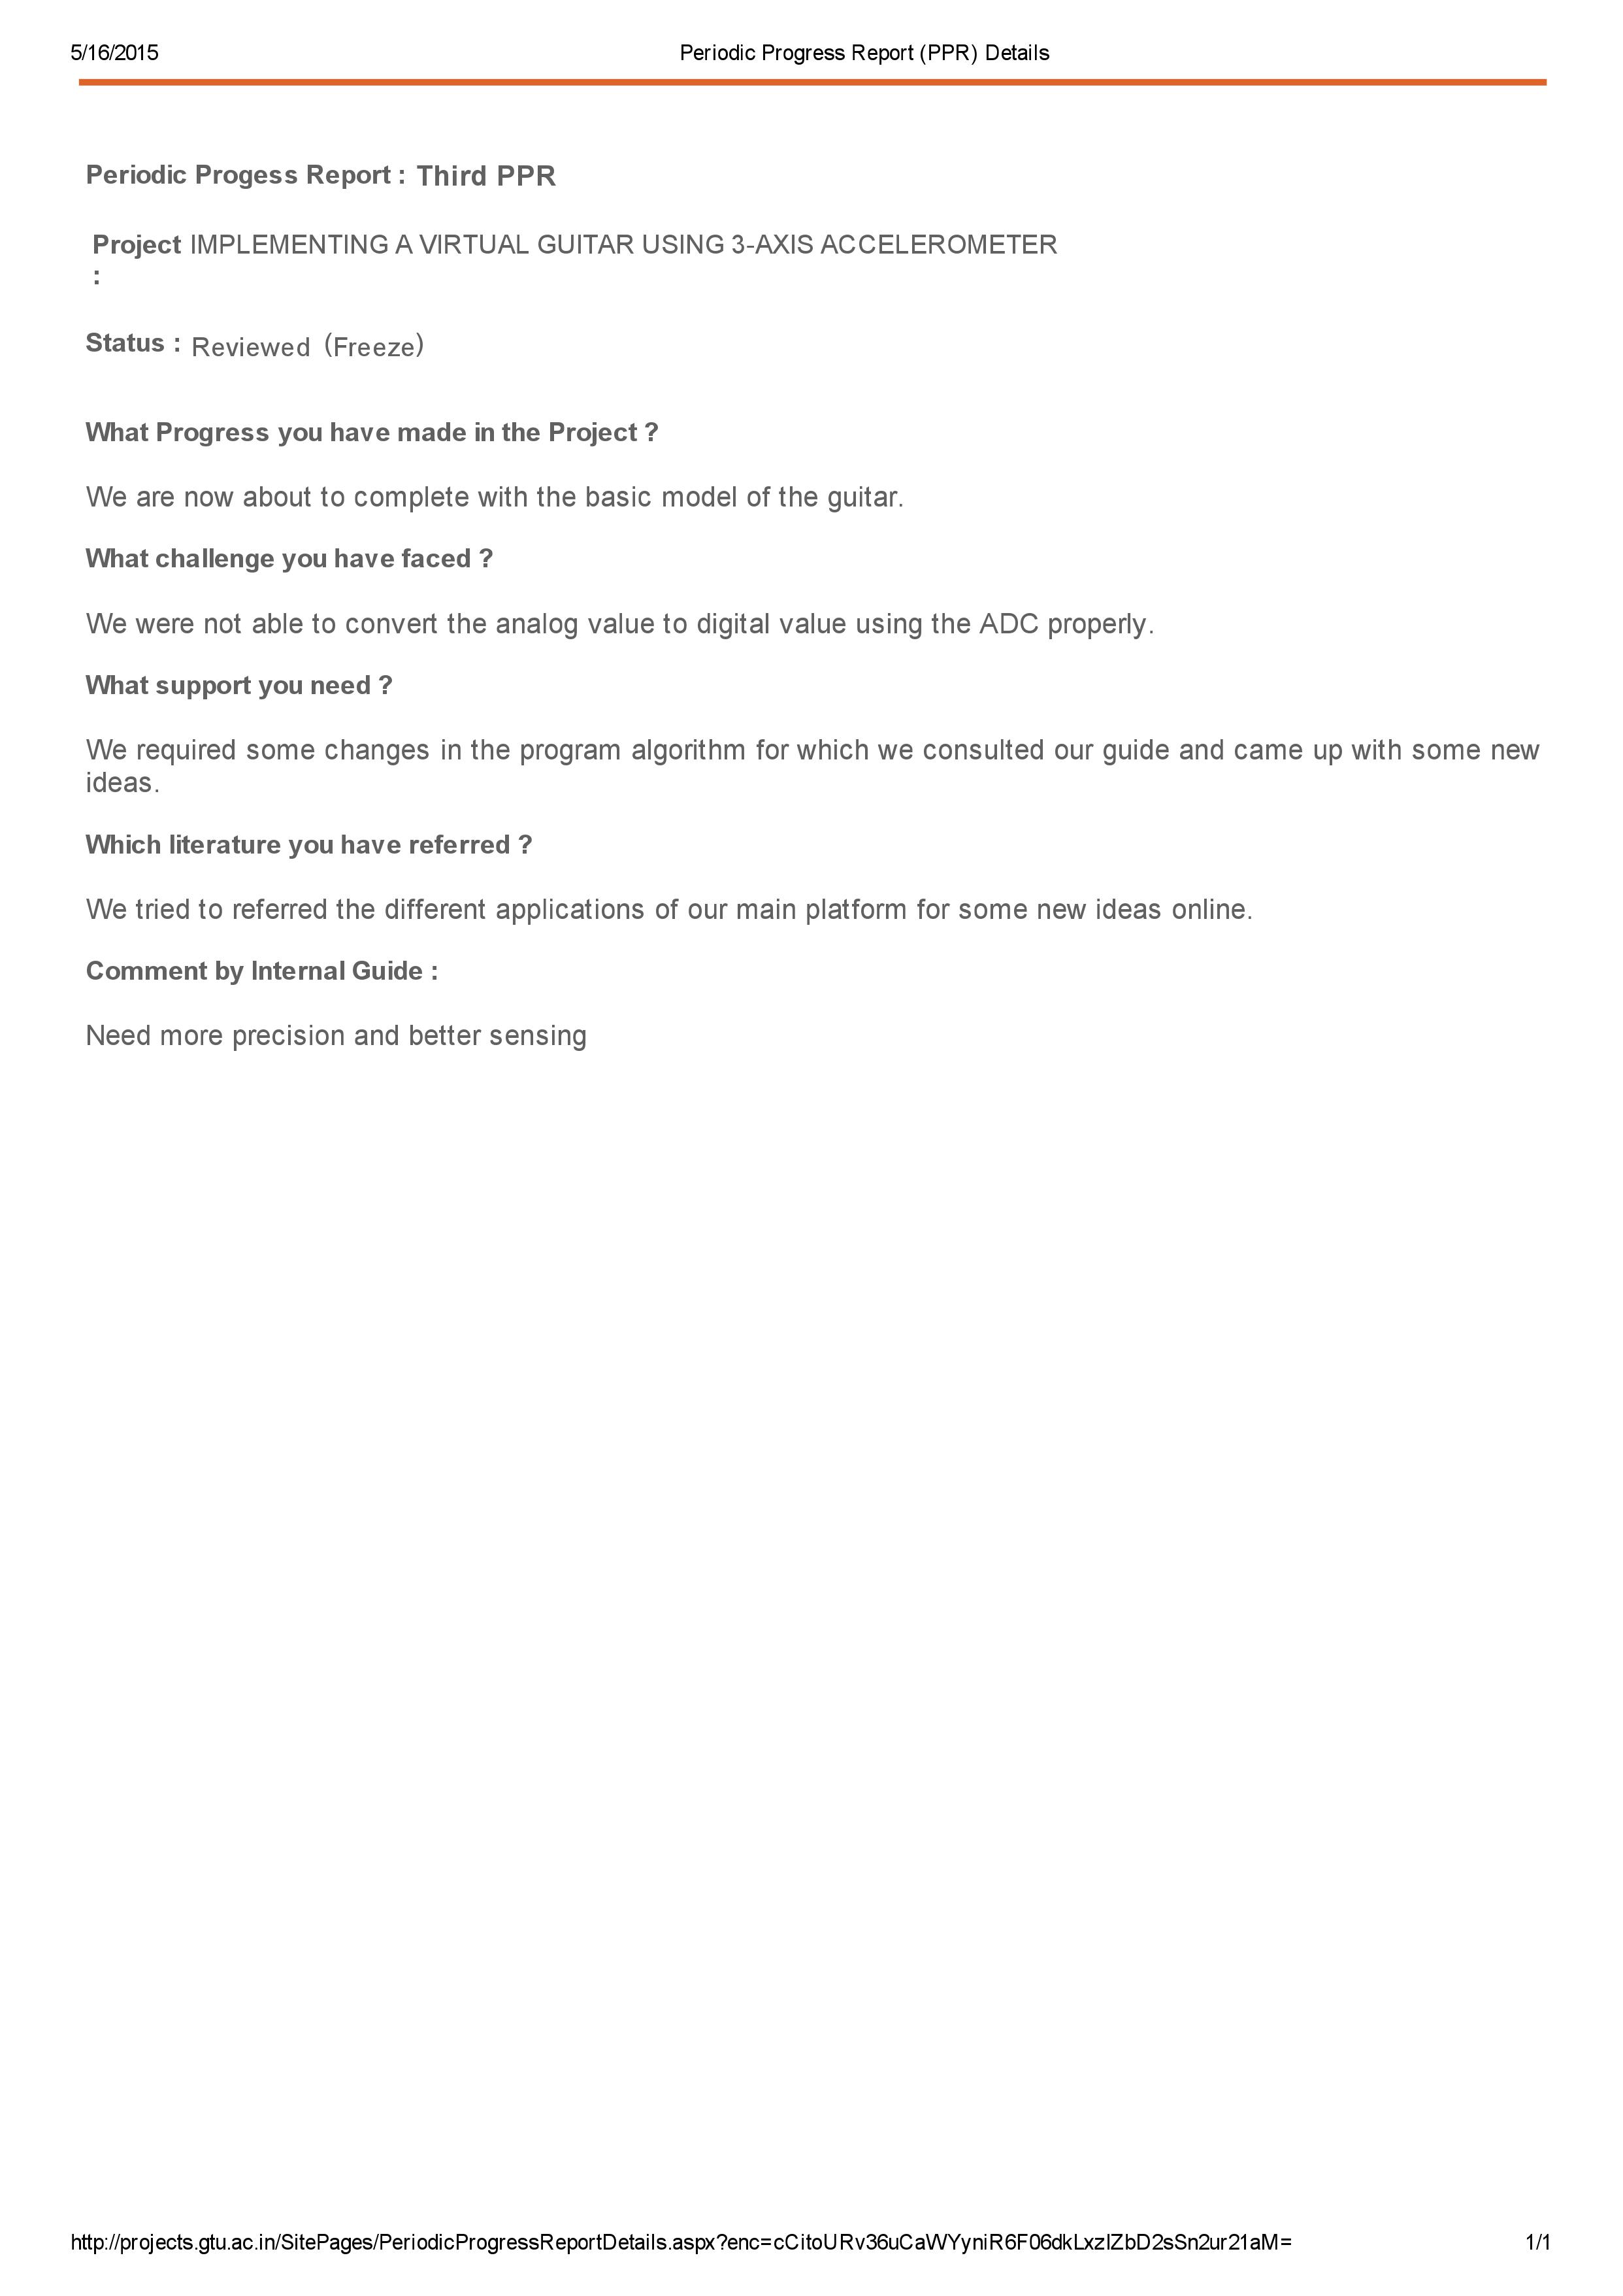 5/16/2015 Periodic Progress Report (PPR) Details
Periodic Progess Report : Third PPR
Project IMPLEMENTING A VIRTUAL GUITAR USING 3-AXIS ACCELEROMETER
:
Status : Reviewed (Freeze)
What Progress you have made in the Project ?
We are now about to complete with the basic model of the guitar.
What challenge you have faced ?
We were not able to convert the analog value to digital value using the ADC properly.
What support you need ?
We required some changes in the program algorithm for which we consulted our guide and came up with some new
ideas.
Which literature you have referred ?
We tried to referred the different applications of our main platform for some new ideas online.
Comment by Internal Guide :
Need more precision and better sensing
http://projects.gtu.ac.in/SitePages/PeriodicProgressReportDetails.aspx?enc=cCitoURv36uCaWYyniR6F06dkLxzIZbD2sSn2ur21aM= 1/1